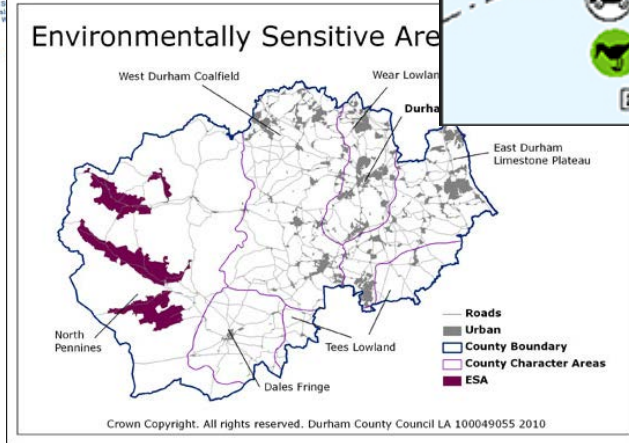 Environmentally Sensitive Are
West Durham Coalfield
Wear Lowlan
Durha
East Durham
Limestone Plateau
North
Pennines
Tees Lowland
Dales Fringe
Roads
Urban
County Boundary
County Character Areas
ESA
Crown Copyright. All rights reserved. Durham County Council LA 100049055 2010